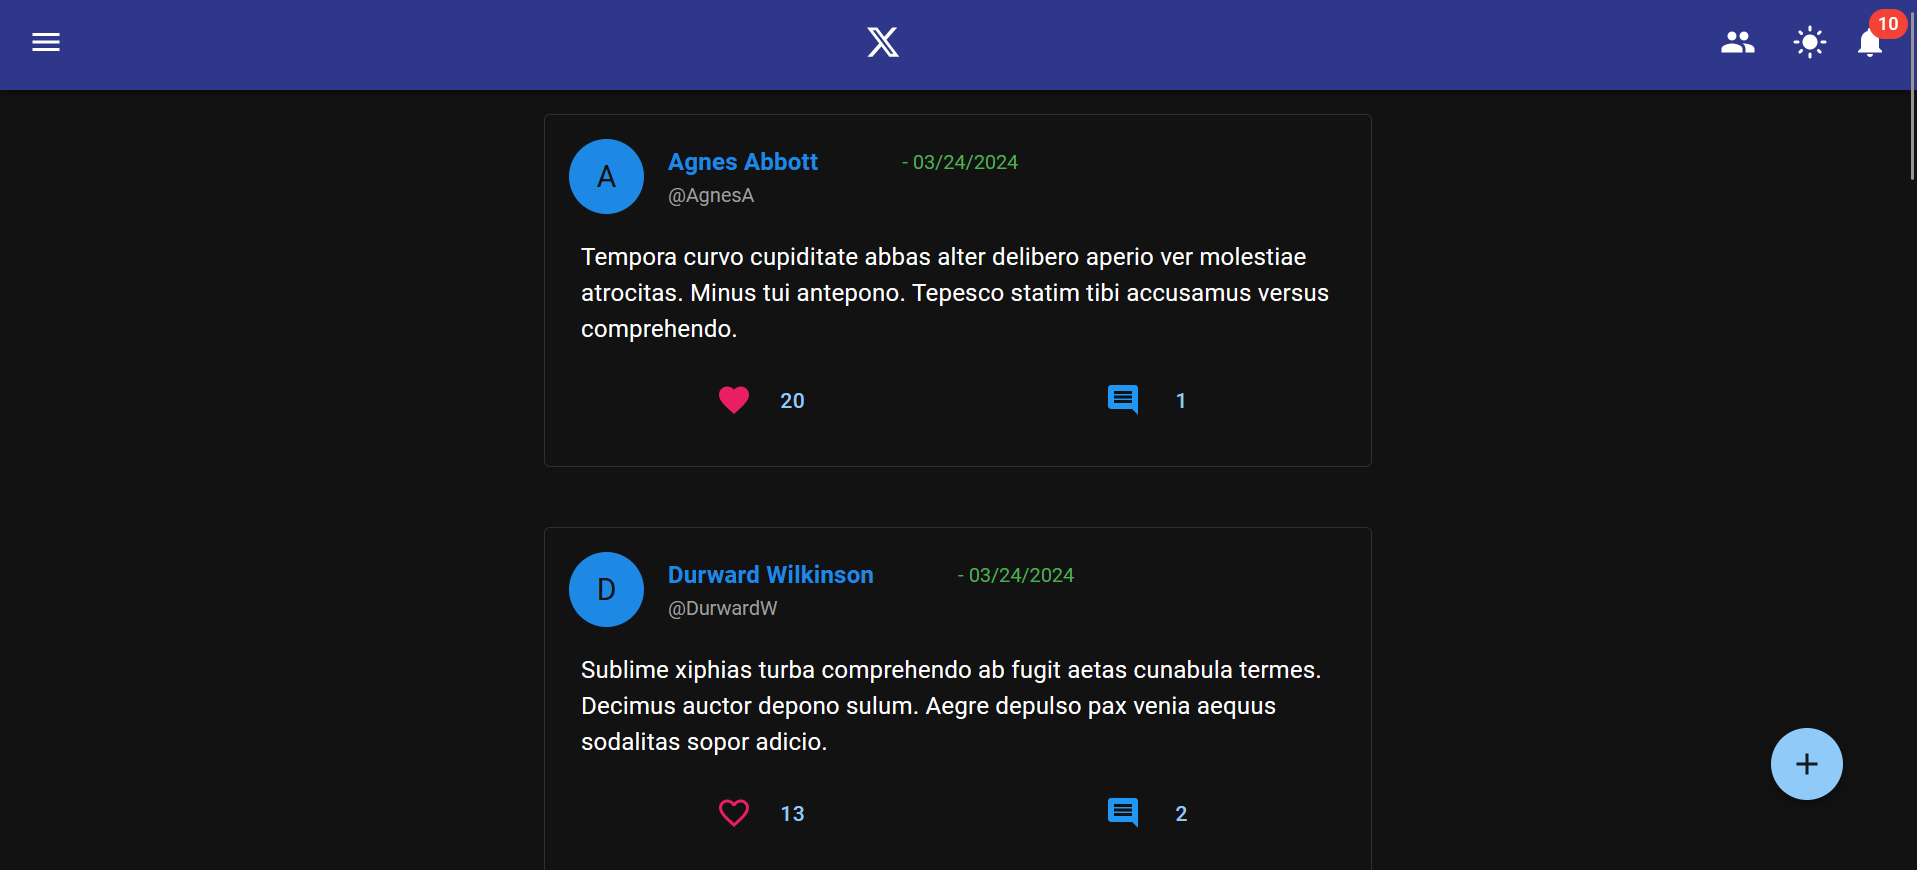 10
A
Agnes Abbott - 03/24/2024
@AgnesA
Tempora curvo cupiditate abbas alter delibero aperio ver molestiae
atrocitas. Minus tui antepono. Tepesco statim tibi accusamus versus
comprehendo.
20 1
D
Durward Wilkinson - 03/24/2024
@DurwardW
Sublime xiphias turba comprehendo ab fugit aetas cunabula termes.
Decimus auctor depono sulum. Aegre depulso pax venia aequus
sodalitas sopor adicio.
13 2